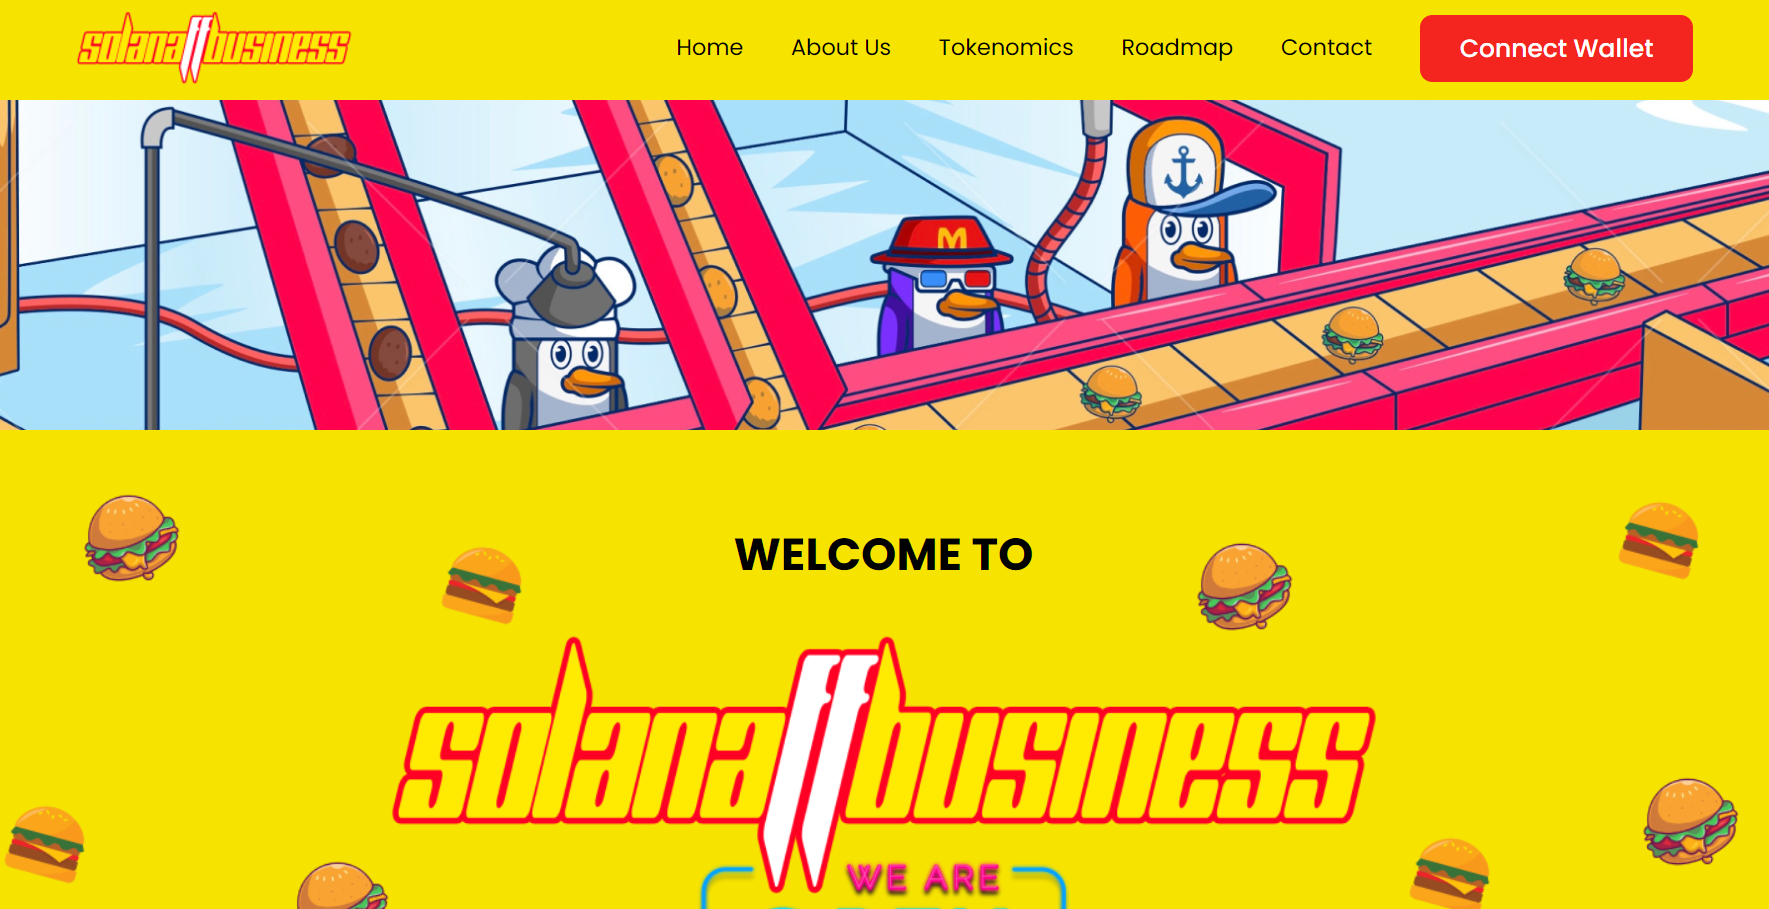 solanaffbusiness
Home About Us Tokenomics Roadmap Contact Connect Wallet
M
WELCOME TO
solanaffbusiness
WE ARE